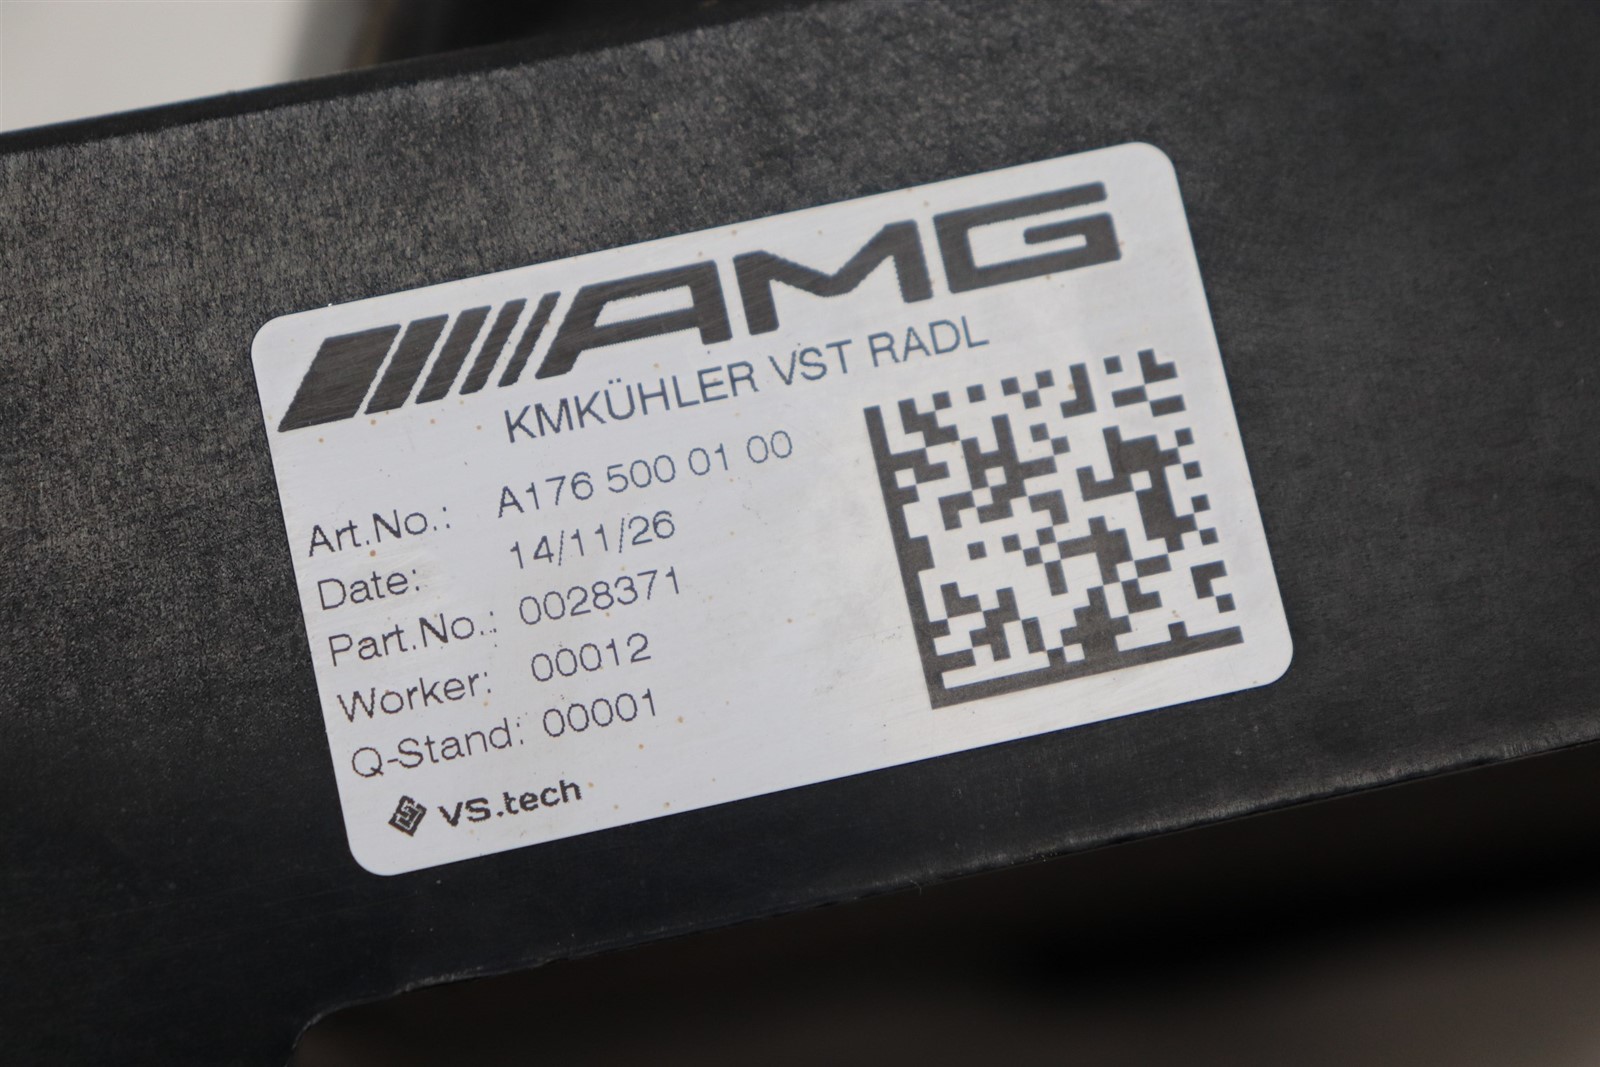 AMG
KMKÜHLER VST RADL
Art.No.: A176 500 01 00
Date: 14/11/26
Part.No.: 0028371
Worker: 00012
Q-Stand: 00001
vs.tech